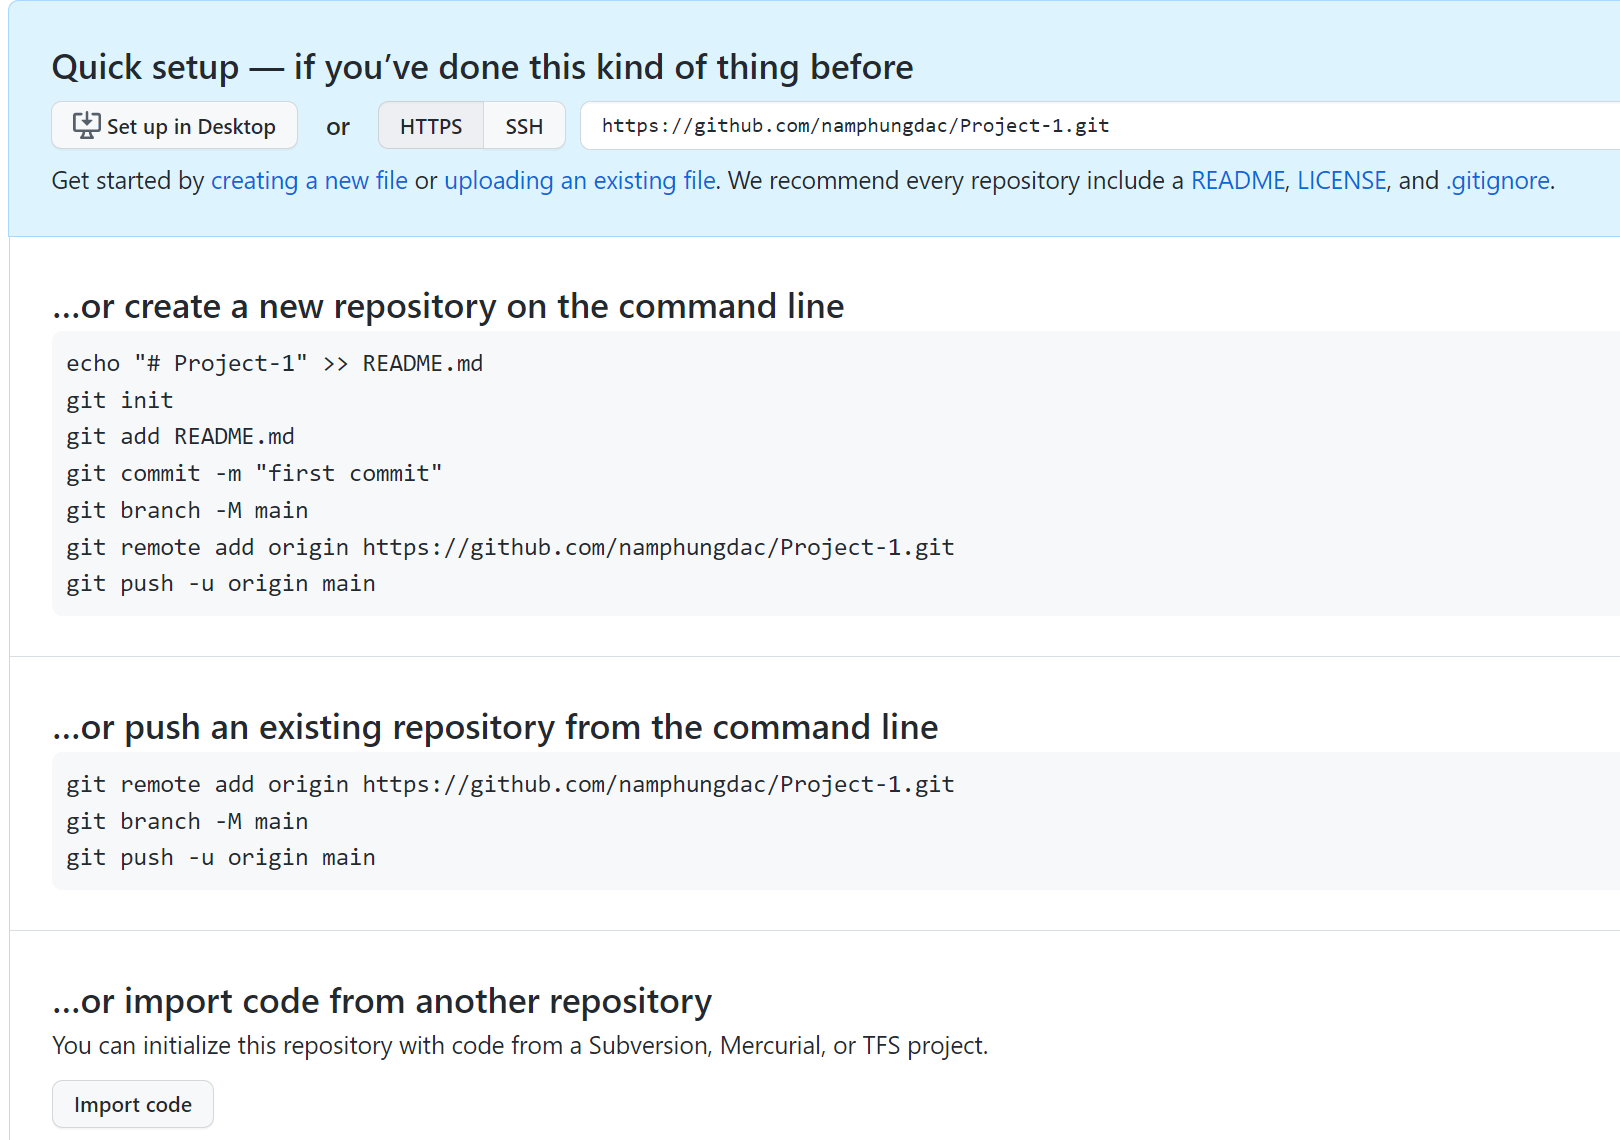 Quick setup — if you’ve done this kind of thing before
Set up in Desktop or HTTPS SSH https://github.com/namphungdac/Project-1.git
Get started by creating a new file or uploading an existing file. We recommend every repository include a README, LICENSE, and .gitignore.
…or create a new repository on the command line
echo "# Project-1" >> README.md
git init
git add README.md
git commit -m "first commit"
git branch -M main
git remote add origin https://github.com/namphungdac/Project-1.git
git push -u origin main
…or push an existing repository from the command line
git remote add origin https://github.com/namphungdac/Project-1.git
git branch -M main
git push -u origin main
…or import code from another repository
You can initialize this repository with code from a Subversion, Mercurial, or TFS project.
Import code